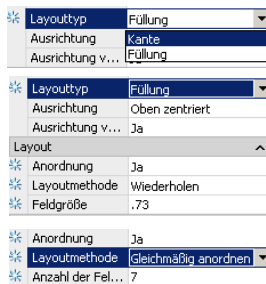 Layouttyp Füllung
Ausrichtung Kante
Ausrichtung v... Füllung
Layouttyp Füllung
Ausrichtung Oben zentriert
Ausrichtung v... Ja
Layout
Anordnung Ja
Layoutmethode Wiederholen
Feldgröße .73
Anordnung Ja
Layoutmethode Gleichmäßig anordnen
Anzahl der Fel... 7